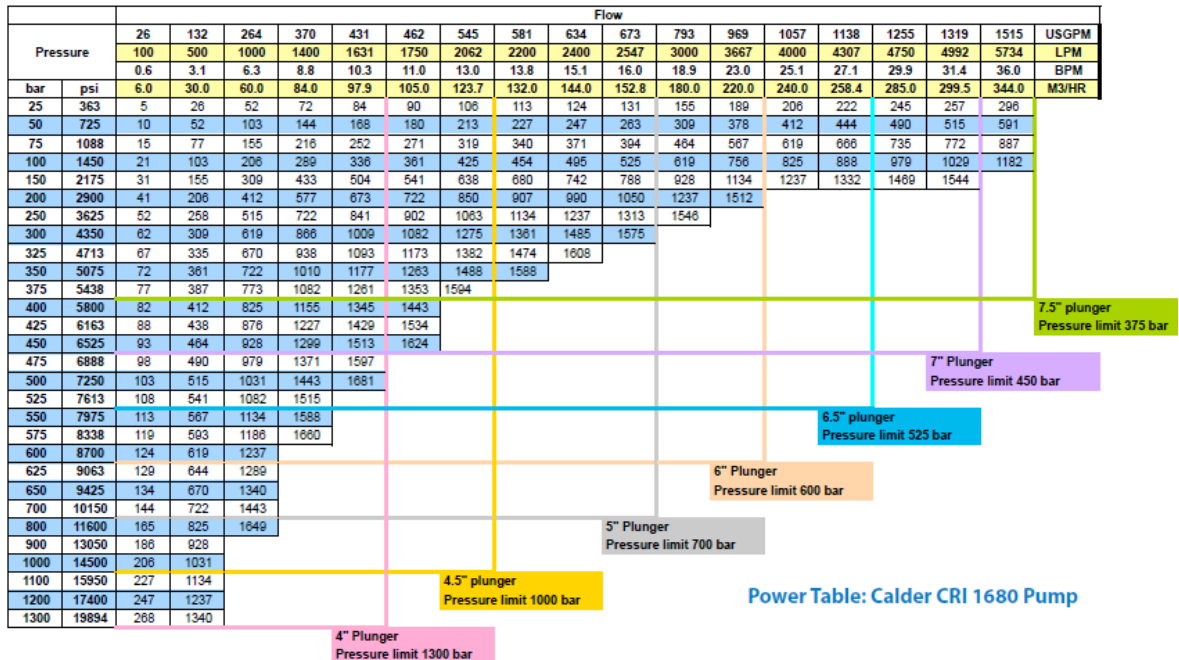 Flow
Pressure 26 132 264 370 431 462 545 581 634 673 793 969 1057 1138 1255 1319 1515 USGPM
100 500 1000 1400 1631 1750 2062 2200 2400 2547 3000 3667 4000 4307 4750 4992 5734 LPM
0.6 3.1 6.3 8.8 10.3 11.0 13.0 13.8 15.1 16.0 18.9 23.0 25.1 27.1 29.9 31.4 36.0 BPM
bar psi 6.0 30.0 60.0 84.0 97.9 105.0 123.7 132.0 144.0 152.8 180.0 220.0 240.0 258.4 285.0 299.5 344.0 M3/HR
25 363 5 26 52 72 84 90 106 113 124 131 155 189 206 222 245 257 296
50 725 10 52 103 144 168 180 213 227 247 263 309 378 412 444 490 515 591
75 1088 15 77 155 216 252 271 319 340 371 394 464 567 619 666 735 772 887
100 1450 21 103 206 289 336 361 425 454 495 525 619 756 825 888 979 1029 1182
150 2175 31 155 309 433 504 541 638 680 742 788 928 1134 1237 1332 1469 1544
200 2900 41 206 412 577 673 722 850 907 990 1050 1237 1512
250 3625 52 258 515 722 841 902 1063 1134 1237 1313 1546
300 4350 62 309 619 866 1009 1082 1275 1361 1485 1575
325 4713 67 335 670 938 1093 1173 1382 1474 1608
350 5075 72 361 722 1010 1177 1263 1488 1588
375 5438 77 387 773 1082 1261 1353 1594
400 5800 82 412 825 1155 1345 1443
425 6163 88 438 876 1227 1429 1534
450 6525 93 464 928 1299 1513 1624
475 6888 98 490 979 1371 1597
500 7250 103 515 1031 1443 1681
525 7613 108 541 1082 1515
550 7975 113 567 1134 1588
575 8338 119 593 1186 1660
600 8700 124 619 1237
625 9063 129 644 1289
650 9425 134 670 1340
700 10150 144 722 1443
800 11600 165 825 1649
900 13050 186 928
1000 14500 206 1031
1100 15950 227 1134
1200 17400 247 1237
1300 19894 268 1340
7.5" plunger
Pressure limit 375 bar
7" Plunger
Pressure limit 450 bar
6.5" plunger
Pressure limit 525 bar
6" Plunger
Pressure limit 600 bar
5" Plunger
Pressure limit 700 bar
4.5" plunger
Pressure limit 1000 bar
4" Plunger
Pressure limit 1300 bar
Power Table: Calder CRI 1680 Pump